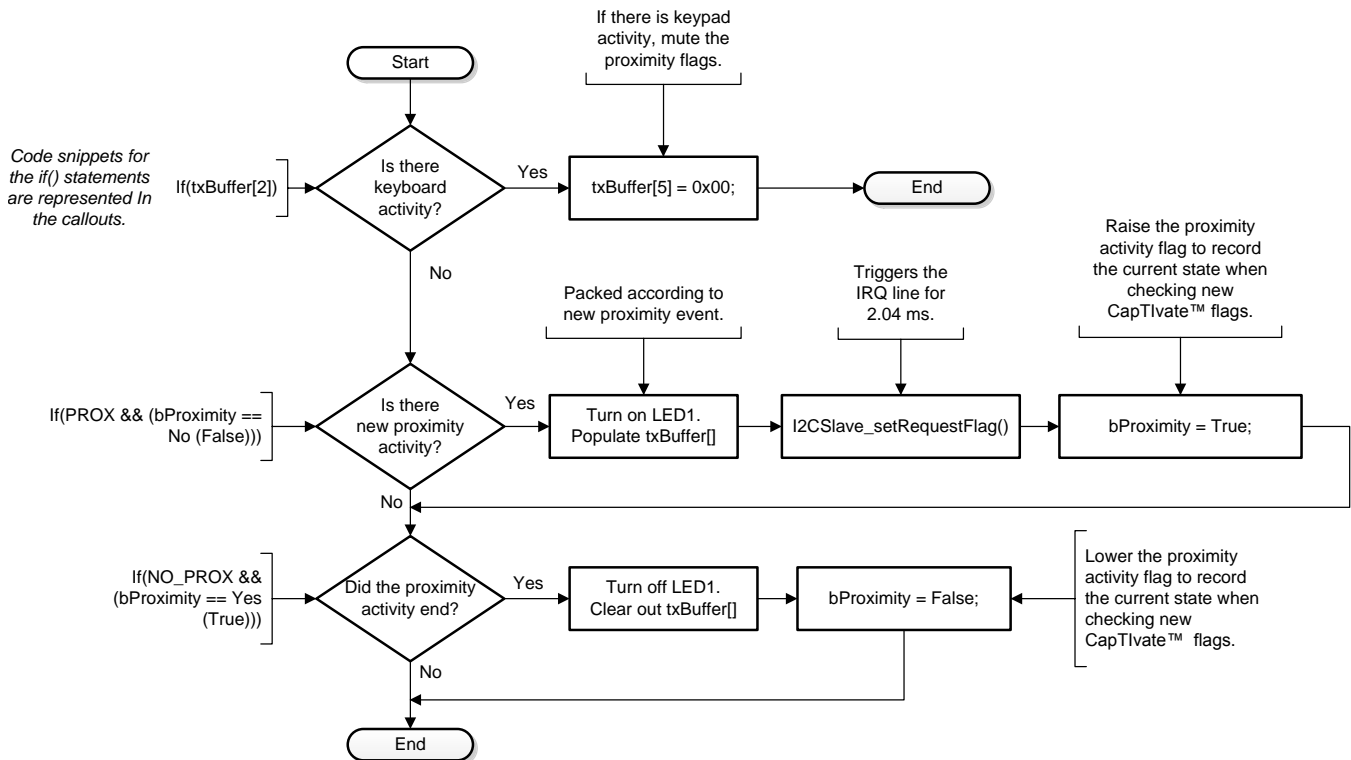 If there is keypad
activity, mute the
proximity flags.
Start
Code snippets for
the if() statements
are represented In
the callouts.
If(txBuffer[2])
Is there
keyboard
activity?
Yes
txBuffer[5] = 0x00;
End
No
Packed according to
new proximity event.
Triggers the
IRQ line for
2.04 ms.
Raise the proximity
activity flag to record
the current state when
checking new
CapTIvate™ flags.
If(PROX && (bProximity ==
No (False)))
Is there
new proximity
activity?
Yes
Turn on LED1.
Populate txBuffer[]
I2CSlave_setRequestFlag()
bProximity = True;
No
If(NO_PROX &&
(bProximity == Yes
(True)))
Did the proximity
activity end?
Yes
Turn off LED1.
Clear out txBuffer[]
bProximity = False;
Lower the proximity
activity flag to record
the current state when
checking new
CapTIvate™ flags.
No
End